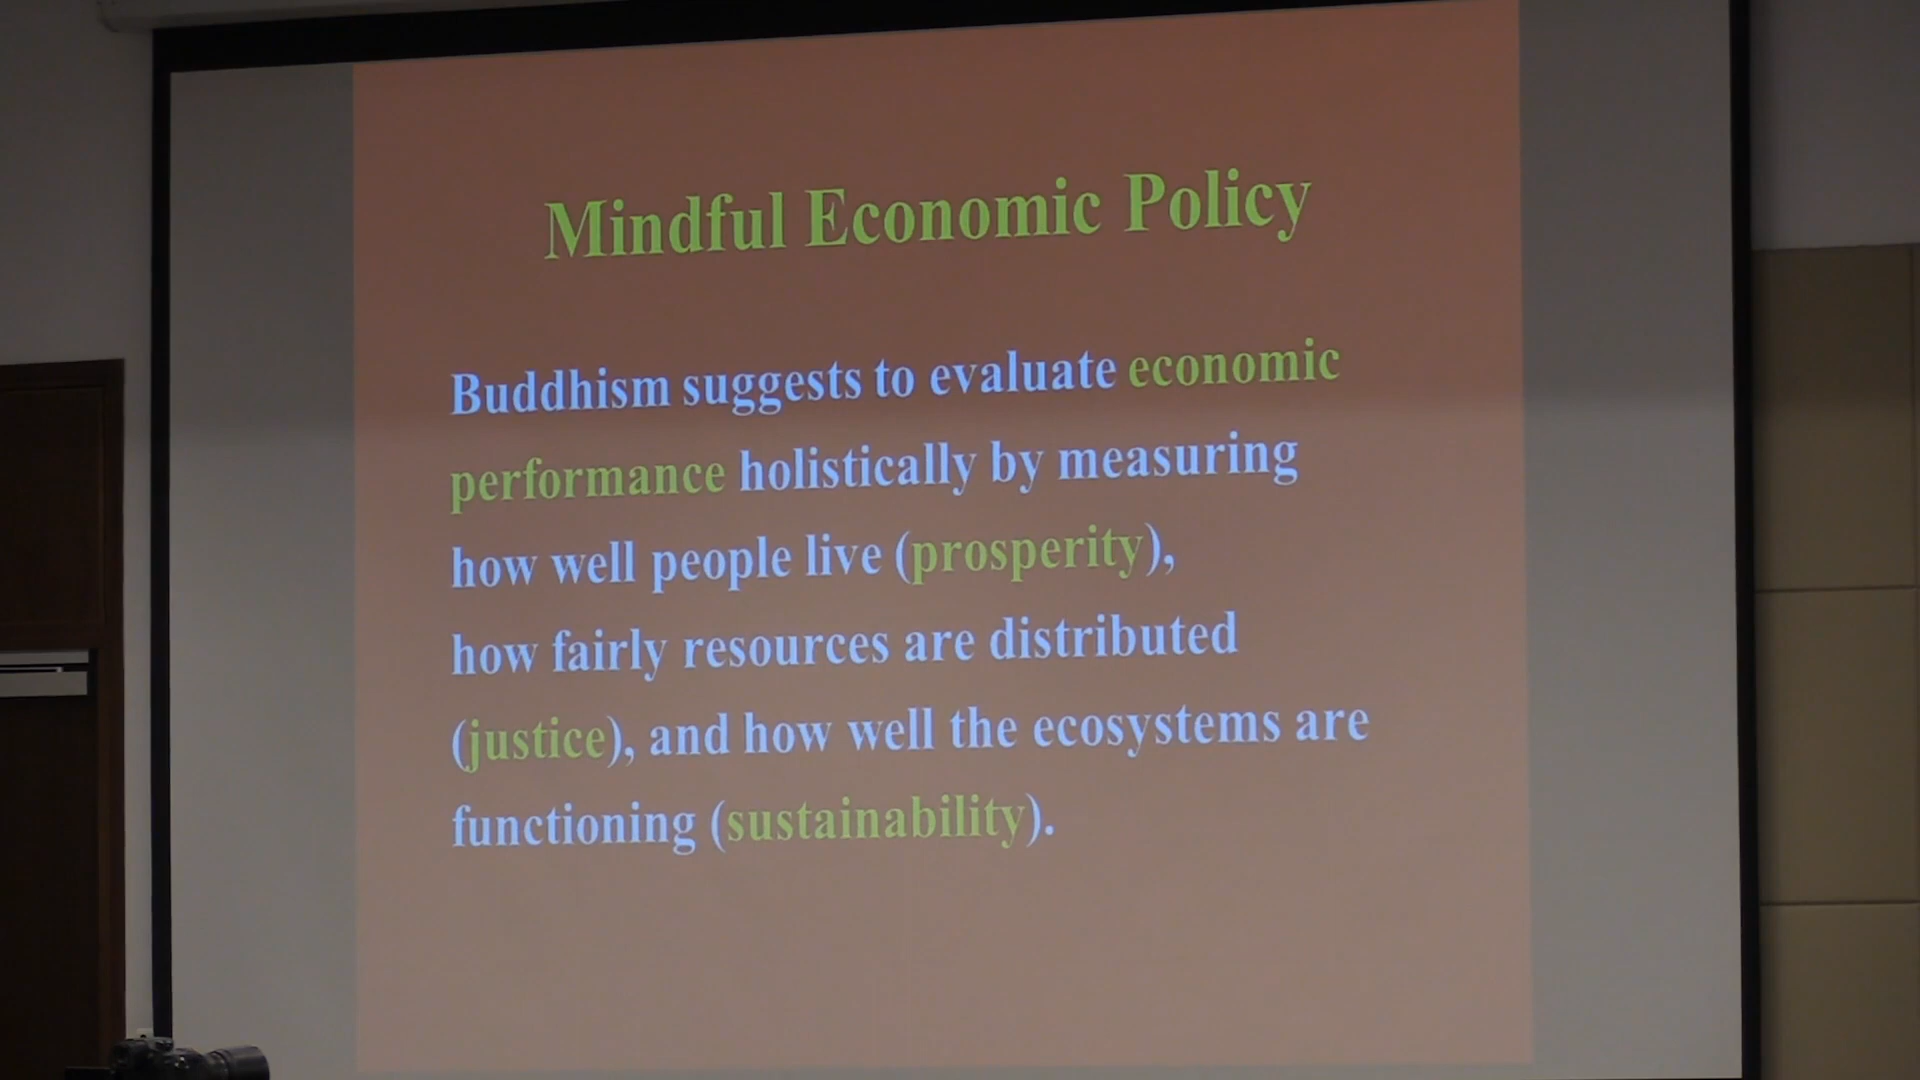 Mindful Economic Policy
Buddhism suggests to evaluate economic
performance holistically by measuring
how well people live (prosperity),
how fairly resources are distributed
(justice), and how well the ecosystems are
functioning (sustainability).